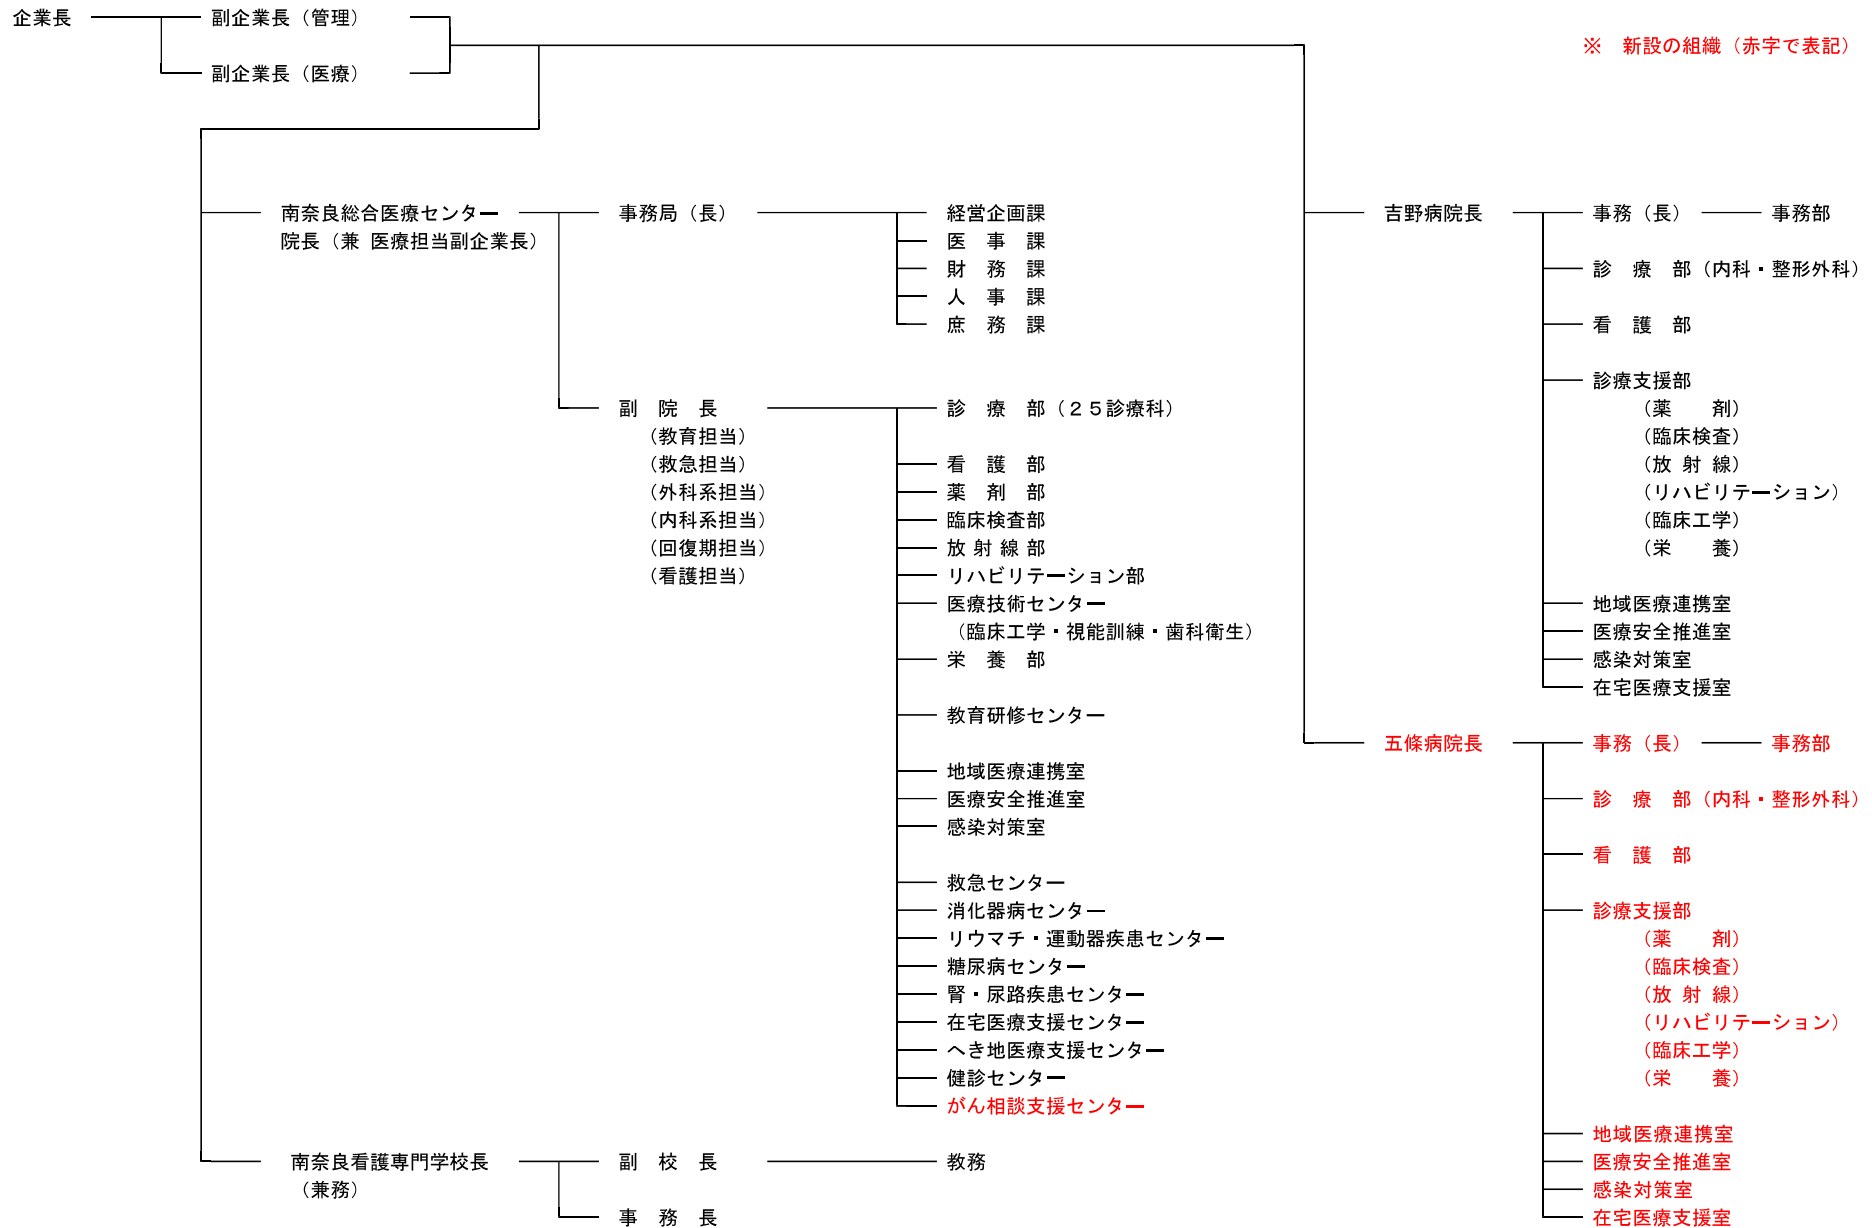 企業長 副企業長（管理）
副企業長（医療）
※　新設の組織（赤字で表記）
南奈良総合医療センター
院長（兼 医療担当副企業長）
事務局（長）
経営企画課
医　事　課
財　務　課
人　事　課
庶　務　課
副　院　長
（教育担当）
（救急担当）
（外科系担当）
（内科系担当）
（回復期担当）
（看護担当）
診　療　部（２５診療科）
看　護　部
薬　剤　部
臨床検査部
放 射 線 部
リハビリテーション部
医療技術センター
（臨床工学・視能訓練・歯科衛生）
栄　養　部
教育研修センター
地域医療連携室
医療安全推進室
感染対策室
救急センター
消化器病センター
リウマチ・運動器疾患センター
糖尿病センター
腎・尿路疾患センター
在宅医療支援センター
へき地医療支援センター
健診センター
がん相談支援センター
南奈良看護専門学校長
（兼務）
副　校　長
教務
事　務　長
吉野病院長
事務（長）
事務部
診　療　部（内科・整形外科）
看　護　部
診療支援部
（薬　　剤）
（臨床検査）
（放 射 線）
（リハビリテーション）
（臨床工学）
（栄　　養）
地域医療連携室
医療安全推進室
感染対策室
在宅医療支援室
五條病院長
事務（長）
事務部
診　療　部（内科・整形外科）
看　護　部
診療支援部
（薬　　剤）
（臨床検査）
（放 射 線）
（リハビリテーション）
（臨床工学）
（栄　　養）
地域医療連携室
医療安全推進室
感染対策室
在宅医療支援室